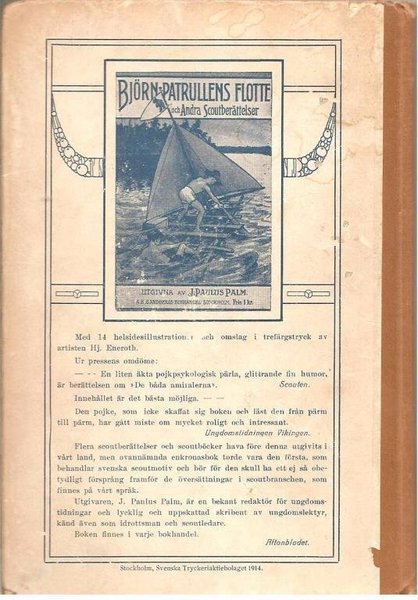 BJÖRN-PATRULLENS FLOTTE
och Andra Scoutberättelser
UTGIVNA AV J. PAULUS PALM.
STOCKHOLM. Pris 1 kr.
Med 14 helsidesillustration och omslag i trefärgstryck av
artisten Hj. Eneroth.
Ur pressens omdöme:
— - - En liten äkta pojkpsykologisk pärla, glittrande fin humor,
är berättelsen om »De båda amiralerna». Scouten.
Innehållet är det bästa möjliga. — —
Den pojke, som icke skaffat sig boken och läst den från pärm
till pärm, har gått miste om mycket roligt och intressant.
Ungdomstidningen Vikingen.
Flera scoutberättelser och scoutböcker hava före denna utgivits i
vårt land, men ovannämnda enkronasbok torde vara den första, som
behandlar svenska scoutmotiv och bör för den skull ha ett ej så obe-
tydligt försprång framför de översättningar i scoutbranschen, som
finnes på vårt språk.
Utgivaren, J. Paulus Palm, är en bekant redaktör för ungdoms-
tidningar och lycklig och uppskattad skribent av ungdomslektyr,
känd även som idrottsman och scoutledare.
Boken finnes i varje bokhandel. Aftonbladet.
Stockholm, Svenska Tryckeriaktiebolaget 1914.